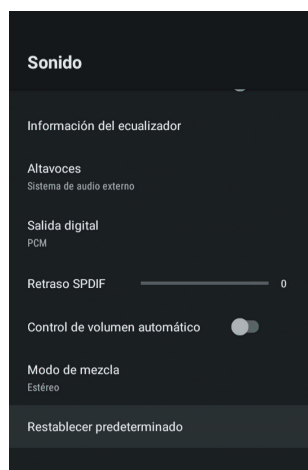 Sonido
Información del ecualizador
Altavoces
Sistema de audio externo
Salida digital
PCM
Retraso SPDIF 0
Control de volumen automático
Modo de mezcla
Estéreo
Restablecer predeterminado